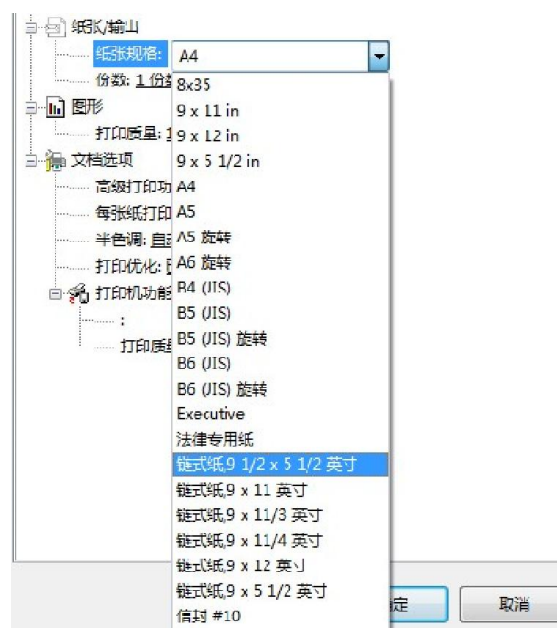 纸张/输出
纸张规格: A4
份数: 1 份
8x35
图形
9 x 11 in
打印质量:
9 x 12 in
文档选项
9 x 5 1/2 in
高级打印功
A4
每张纸打印
A5
半色调:
A5 旋转
打印优化:
A6 旋转
打印机功能
B4 (JIS)
:
B5 (JIS)
打印质
B5 (JIS) 旋转
B6 (JIS)
B6 (JIS) 旋转
Executive
法律专用纸
链式纸,9 1/2 x 5 1/2 英寸
链式纸,9 x 11 英寸
链式纸,9 x 11/3 英寸
链式纸,9 x 11/4 英寸
链式纸,9 x 12 英寸
链式纸,9 x 5 1/2 英寸
信封 #10
定
取消